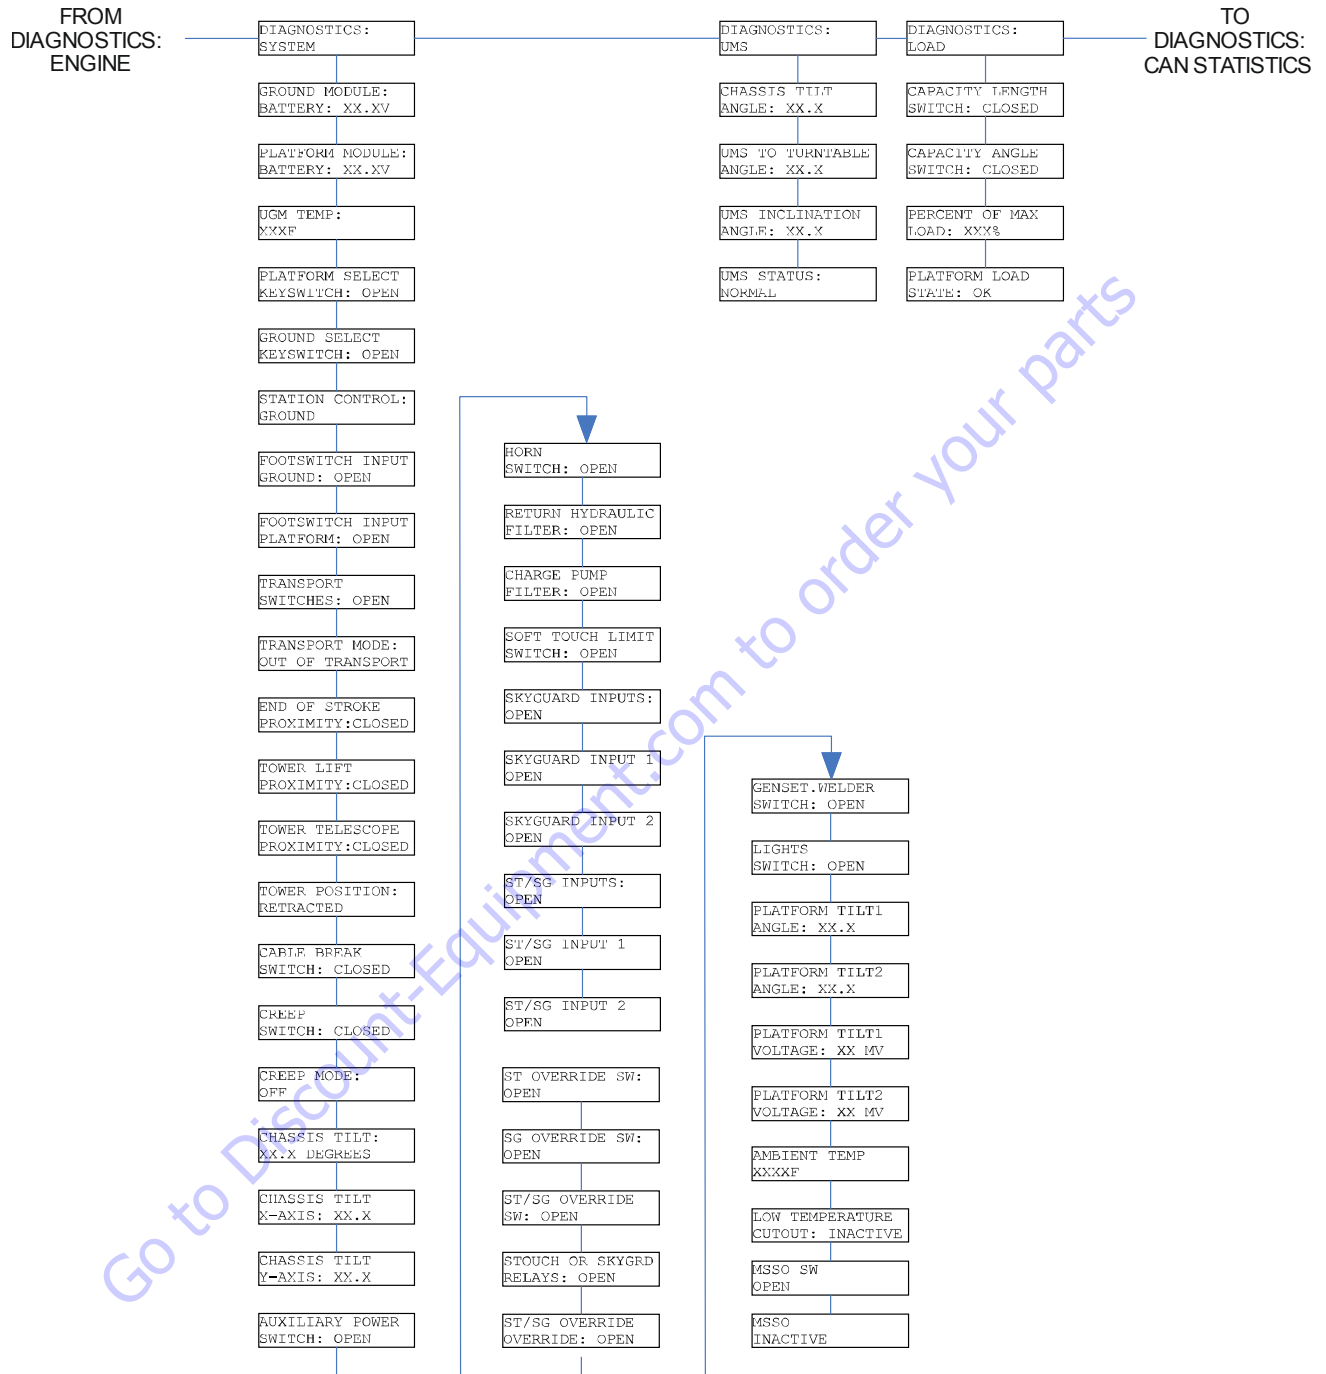 FROM
DIAGNOSTICS:
ENGINE
DIAGNOSTICS:
SYSTEM
GROUND MODULE:
BATTERY: XX.XV
PLATFORM MODULE:
BATTERY: XX.XV
UGM TEMP:
XXXF
PLATFORM SELECT
KEYSWITCH: OPEN
GROUND SELECT
KEYSWITCH: OPEN
STATION CONTROL:
GROUND
FOOTSWITCH INPUT
GROUND: OPEN
FOOTSWITCH INPUT
PLATFORM: OPEN
TRANSPORT
SWITCHES: OPEN
TRANSPORT MODE:
OUT OF TRANSPORT
END OF STROKE
PROXIMITY:CLOSED
TOWER LIFT
PROXIMITY:CLOSED
TOWER TELESCOPE
PROXIMITY:CLOSED
TOWER POSITION:
RETRACTED
CABLE BREAK
SWITCH: CLOSED
CREEP
SWITCH: CLOSED
CREEP MODE:
OFF
CHASSIS TILT:
XX.X DEGREES
CHASSIS TILT
X-AXIS: XX.X
CHASSIS TILT
Y-AXIS: XX.X
AUXILIARY POWER
SWITCH: OPEN
HORN
SWITCH: OPEN
RETURN HYDRAULIC
FILTER: OPEN
CHARGE PUMP
FILTER: OPEN
SOFT TOUCH LIMIT
SWITCH: OPEN
SKYGUARD INPUTS:
OPEN
SKYGUARD INPUT 1
OPEN
SKYGUARD INPUT 2
OPEN
ST/SG INPUTS:
OPEN
ST/SG INPUT 1
OPEN
ST/SG INPUT 2
OPEN
ST OVERRIDE SW:
OPEN
SG OVERRIDE SW:
OPEN
ST/SG OVERRIDE
SW: OPEN
STOUCH OR SKYGRD
RELAYS: OPEN
ST/SG OVERRIDE
OVERRIDE: OPEN
GENSET.WELDER
SWITCH: OPEN
LIGHTS
SWITCH: OPEN
PLATFORM TILT1
ANGLE: XX.X
PLATFORM TILT2
ANGLE: XX.X
PLATFORM TILT1
VOLTAGE: XX MV
PLATFORM TILT2
VOLTAGE: XX MV
AMBIENT TEMP
XXXXF
LOW TEMPERATURE
CUTOUT: INACTIVE
MSSO SW
OPEN
MSSO
INACTIVE
DIAGNOSTICS:
UMS
CHASSIS TILT
ANGLE: XX.X
UMS TO TURNTABLE
ANGLE: XX.X
UMS INCLINATION
ANGLE: XX.X
UMS STATUS:
NORMAL
DIAGNOSTICS:
LOAD
CAPACITY LENGTH
SWITCH: CLOSED
CAPACITY ANGLE
SWITCH: CLOSED
PERCENT OF MAX
LOAD: XXX%
PLATFORM LOAD
STATE: OK
TO
DIAGNOSTICS:
CAN STATISTICS
Go to Discount-Equipment.com to order your parts